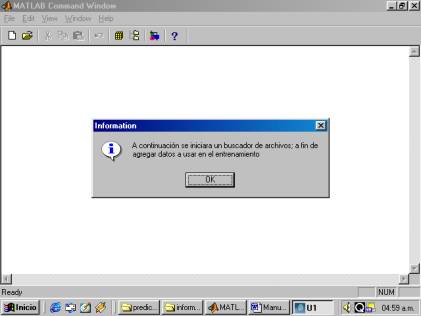 MATLAB Command Window
File Edit View Window Help
Information
A continuación se iniciara un buscador de archivos; a fin de
agregar datos a usar en el entrenamiento
OK
Ready
NUM
Inicio
predic...
inform...
MATL...
Manu...
U1
04:59 a.m.